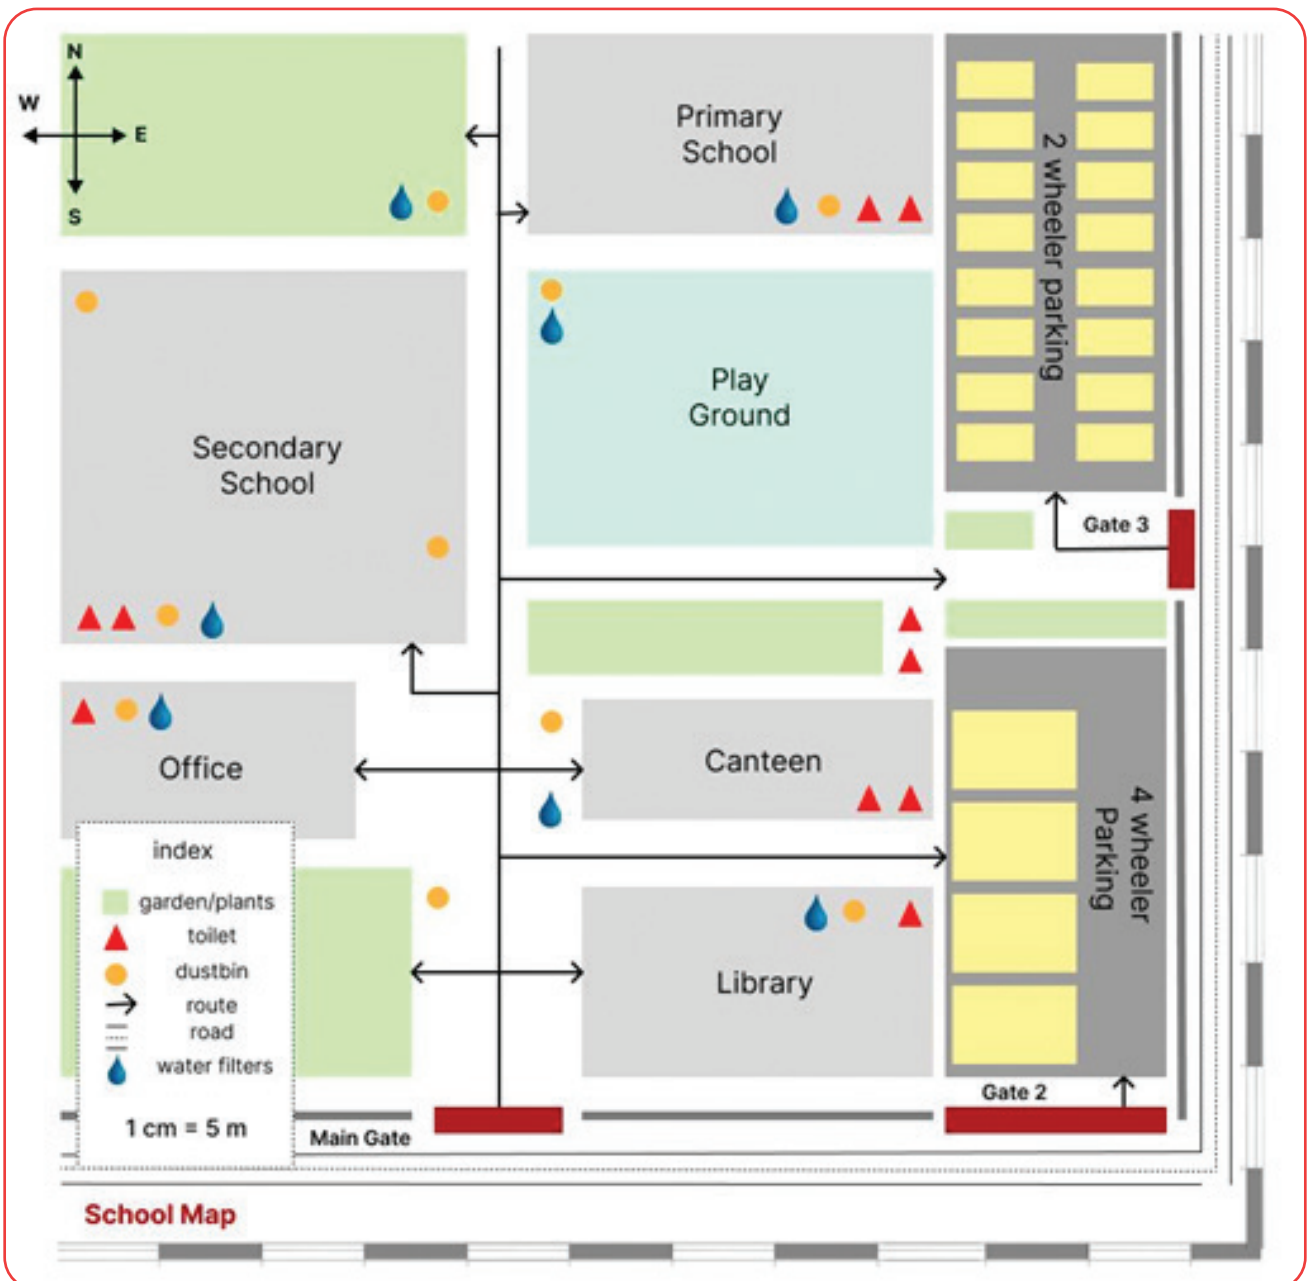 N
W
E
S
Primary
School
2 wheeler parking
Play
Ground
Secondary
School
Gate 3
Office
Canteen
4 wheeler
Parking
index
garden/plants
toilet
dustbin
route
road
water filters
1 cm = 5 m
Library
Gate 2
Main Gate
School Map